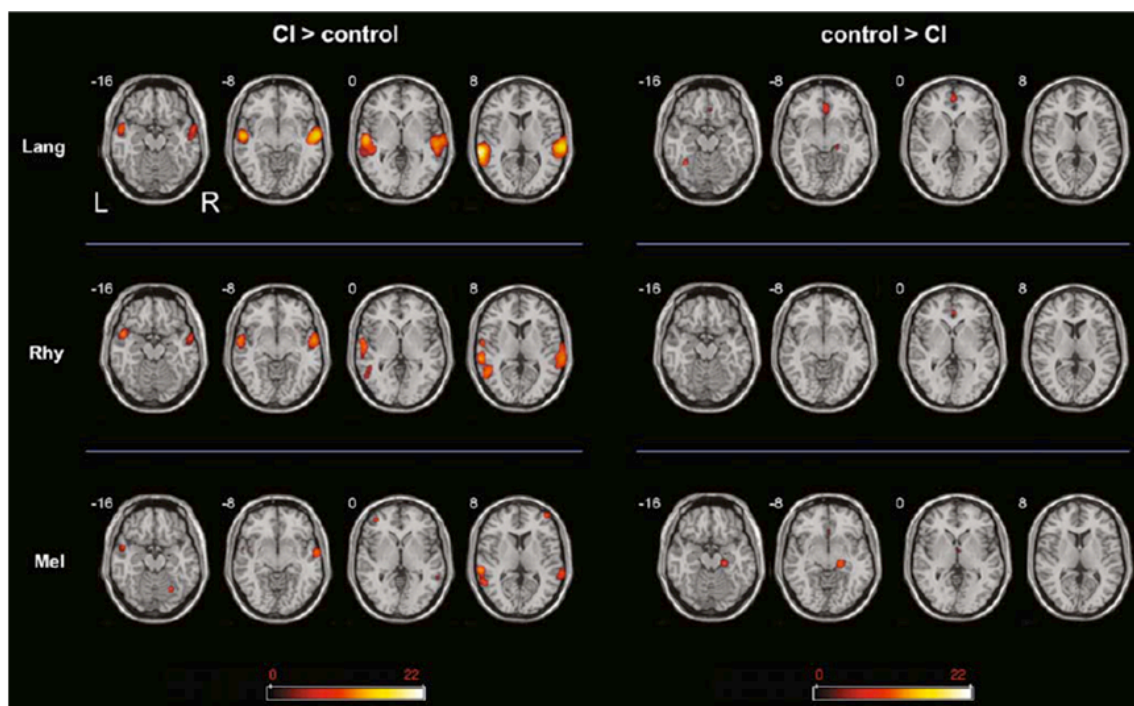 CI > control control > CI
-16 -8 0 8 -16 -8 0 8
Lang
L R
-16 -8 0 8 -16 -8 0 8
Rhy
-16 -8 0 8 -16 -8 0 8
Mel
0 22 0 22